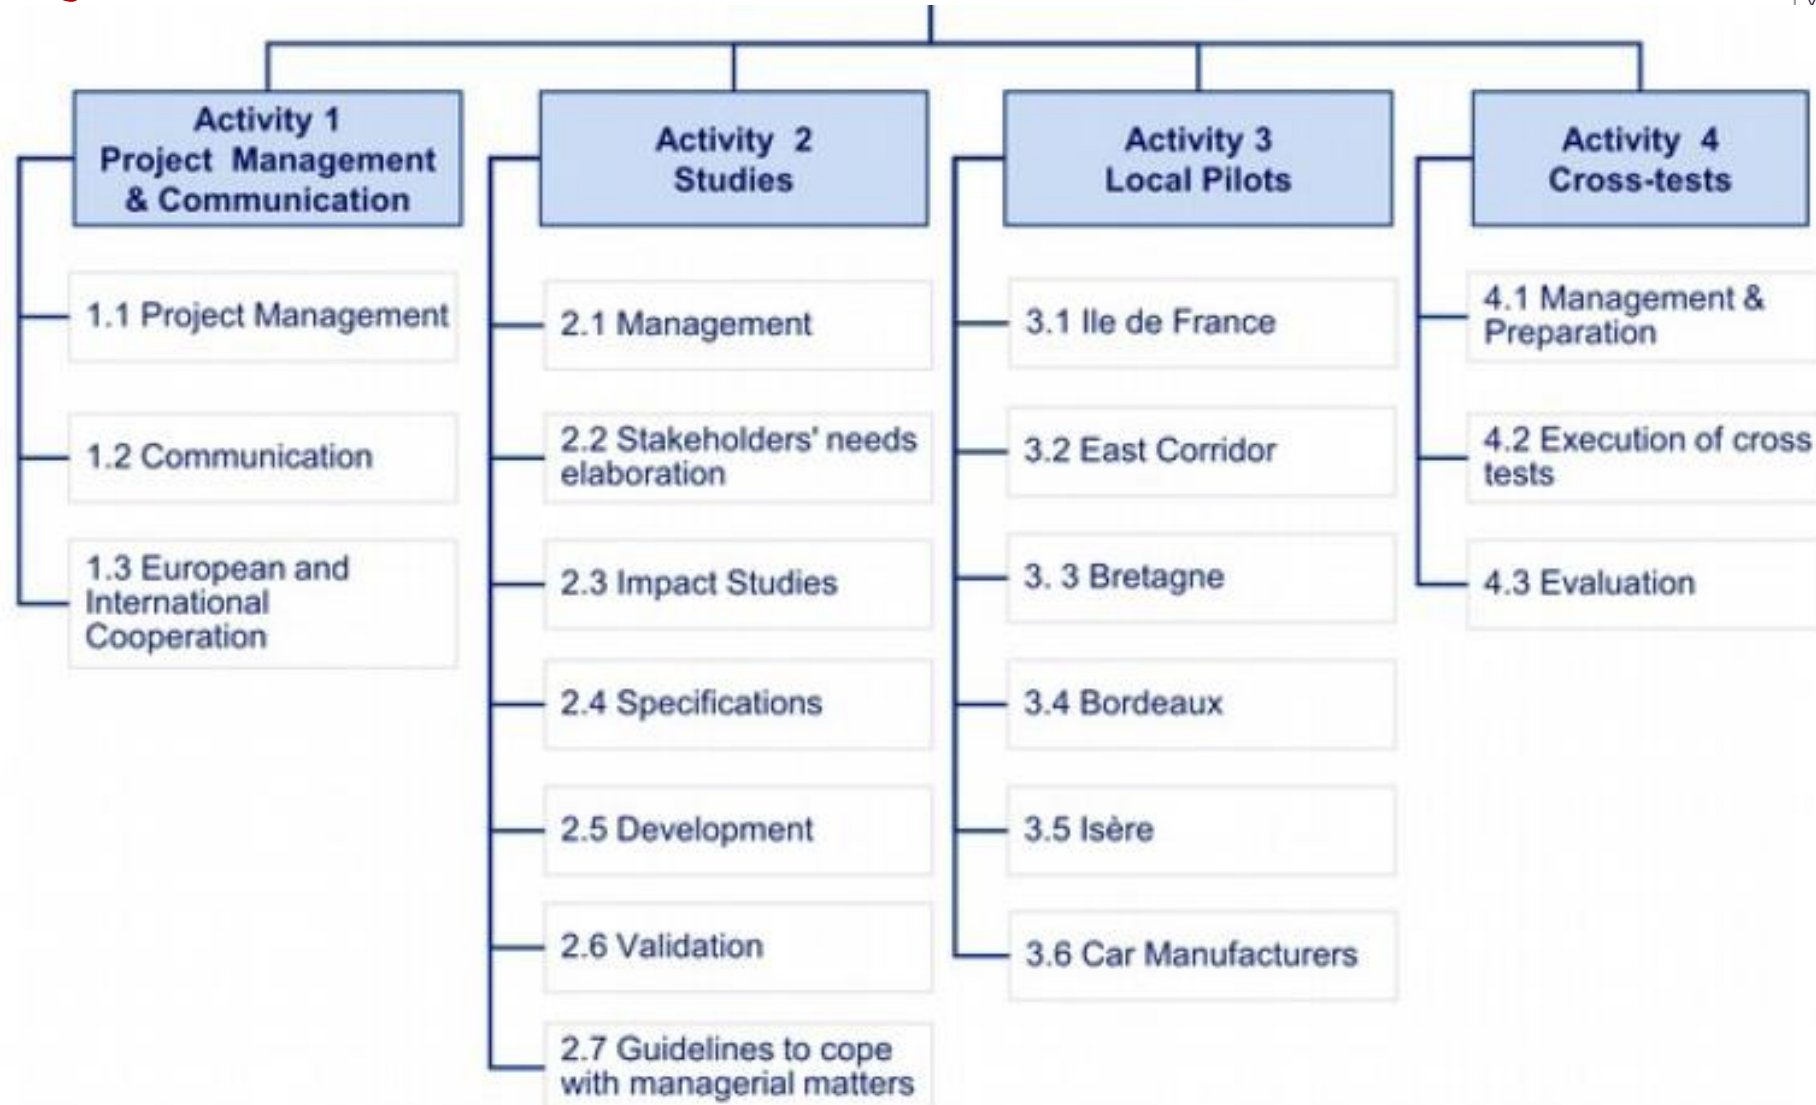 Activity 1
Project Management
& Communication
1.1 Project Management
1.2 Communication
1.3 European and
International
Cooperation
Activity 2
Studies
2.1 Management
2.2 Stakeholders' needs
elaboration
2.3 Impact Studies
2.4 Specifications
2.5 Development
2.6 Validation
2.7 Guidelines to cope
with managerial matters
Activity 3
Local Pilots
3.1 Ile de France
3.2 East Corridor
3. 3 Bretagne
3.4 Bordeaux
3.5 Isère
3.6 Car Manufacturers
Activity 4
Cross-tests
4.1 Management &
Preparation
4.2 Execution of cross
tests
4.3 Evaluation